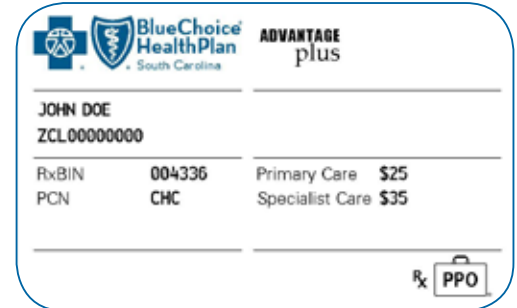 BlueChoice®
HealthPlan
South Carolina
ADVANTAGE
plus
JOHN DOE
ZCL00000000
RxBIN 004336
PCN CHC
Primary Care $25
Specialist Care $35
Rx PPO